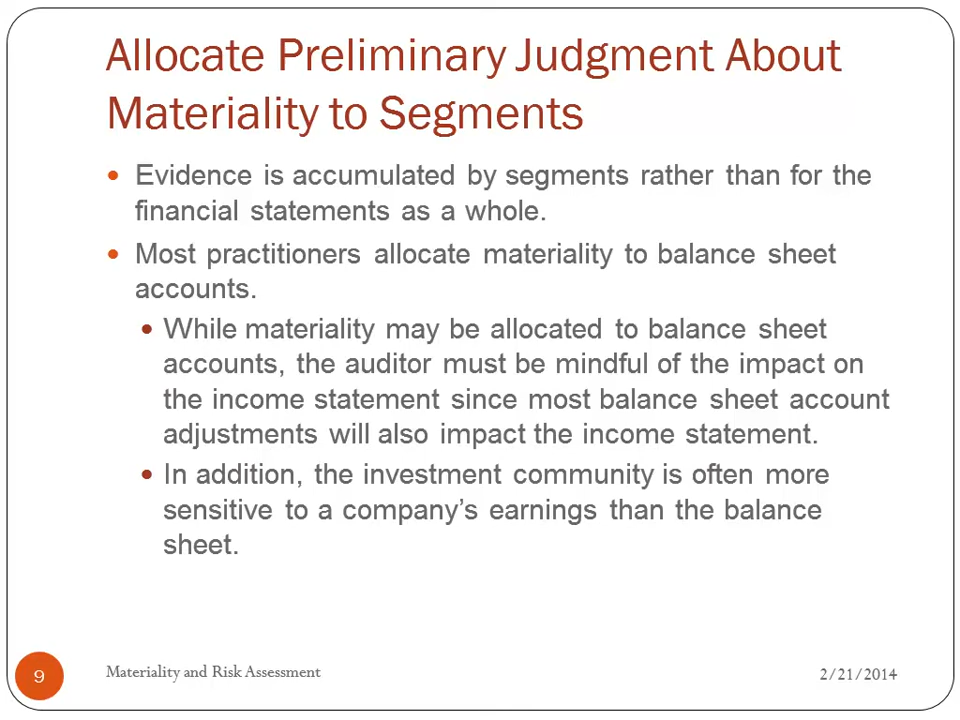 Allocate Preliminary Judgment About
Materiality to Segments
• Evidence is accumulated by segments rather than for the
financial statements as a whole.
• Most practitioners allocate materiality to balance sheet
accounts.
• While materiality may be allocated to balance sheet
accounts, the auditor must be mindful of the impact on
the income statement since most balance sheet account
adjustments will also impact the income statement.
• In addition, the investment community is often more
sensitive to a company’s earnings than the balance
sheet.
9
Materiality and Risk Assessment
2/21/2014